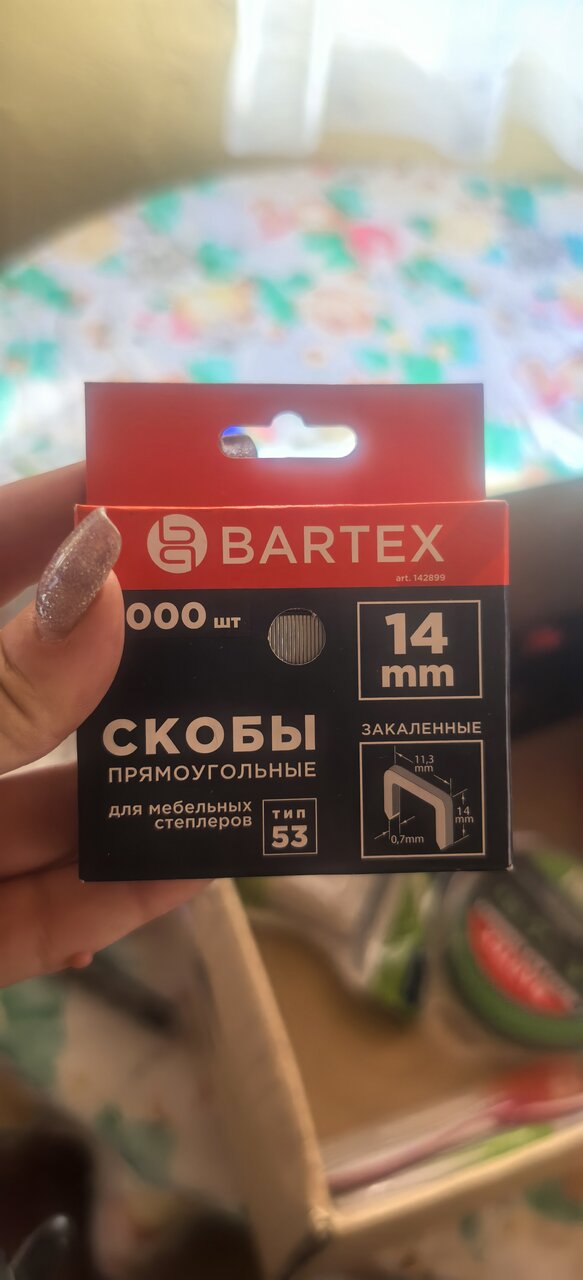 BARTEX
art. 142899
000 шт
14
mm
СКОБЫ
ПРЯМОУГОЛЬНЫЕ
для мебельных
степлеров
тип
53
ЗАКАЛЕННЫЕ
11,3
mm
14
mm
0,7mm